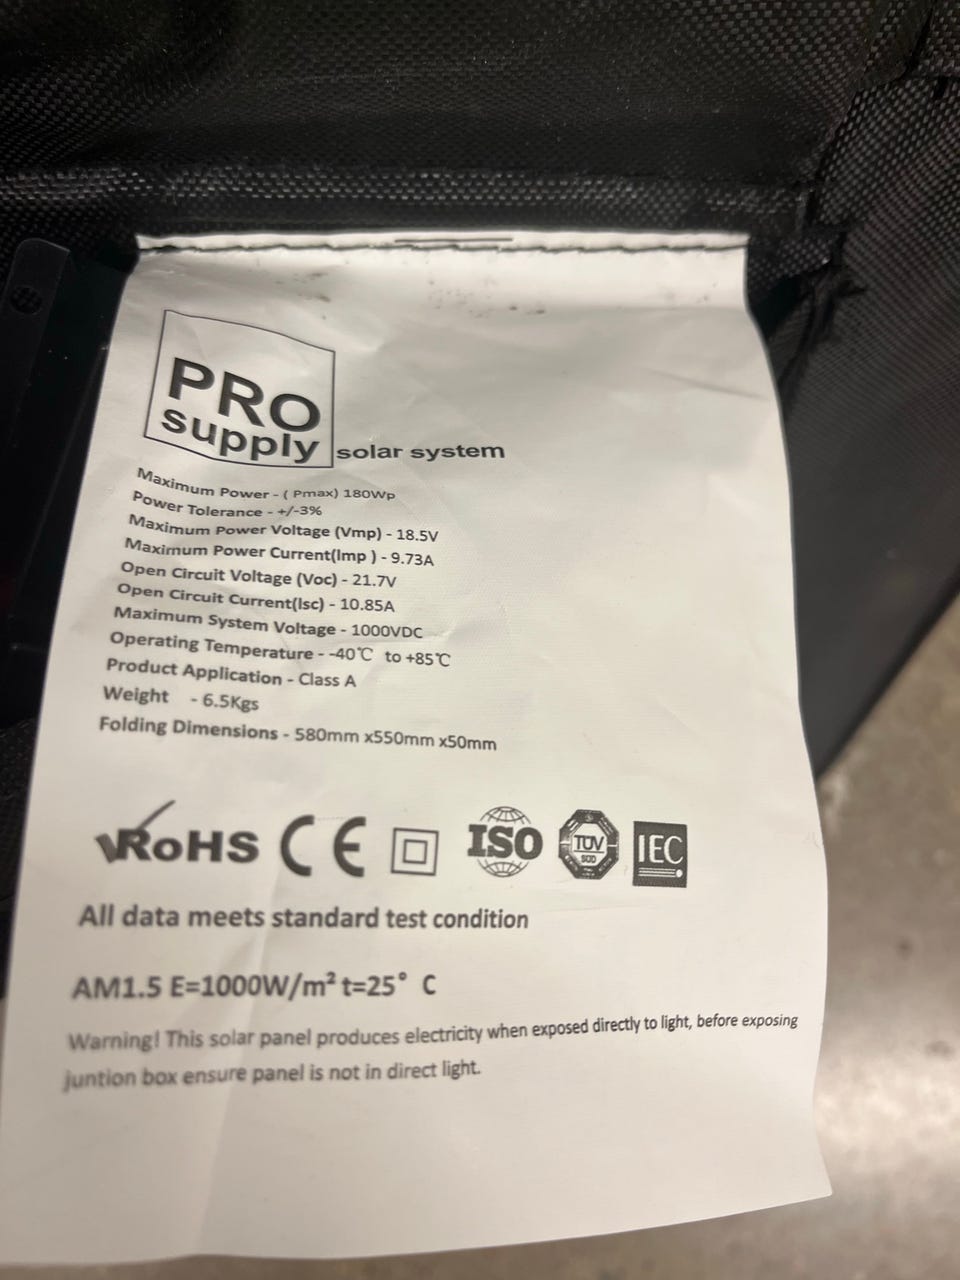 PRO
supply
solar system
Maximum Power - ( Pmax) 180Wp
Power Tolerance - +/-3%
Maximum Power Voltage (Vmp) - 18.5V
Maximum Power Current(Imp ) - 9.73A
Open Circuit Voltage (Voc) - 21.7V
Open Circuit Current(Isc) - 10.85A
Maximum System Voltage - 1000VDC
Operating Temperature - -40℃ to +85℃
Product Application - Class A
Weight - 6.5Kgs
Folding Dimensions - 580mm x550mm x50mm
RoHS CE ISO TUV SUD IEC
All data meets standard test condition
AM1.5 E=1000W/m² t=25° C
Warning! This solar panel produces electricity when exposed directly to light, before exposing
juntion box ensure panel is not in direct light.